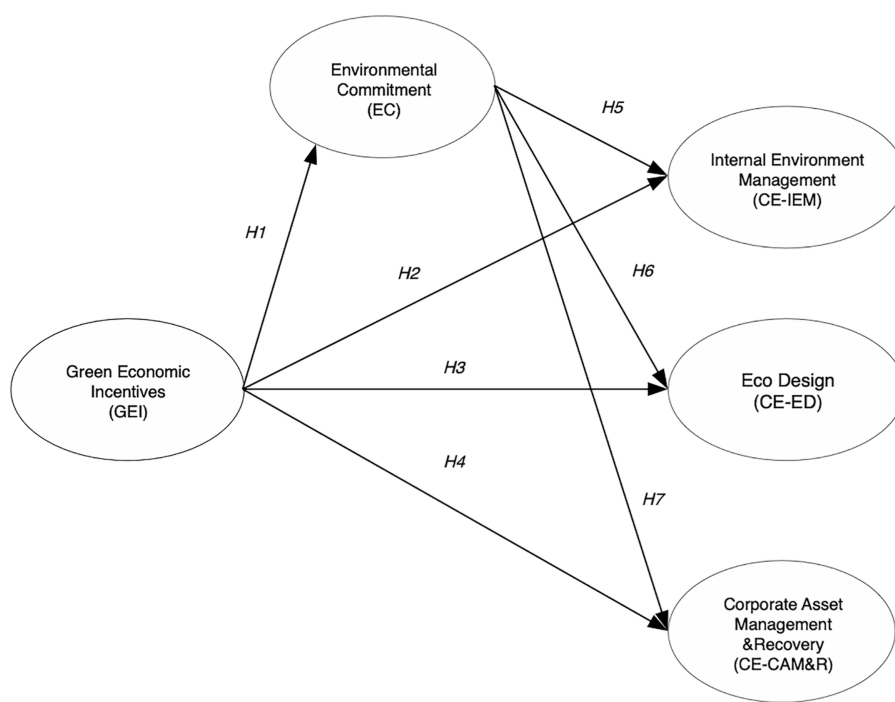 Environmental
Commitment
(EC)
H5
Internal Environment
Management
(CE-IEM)
H1
H2
H6
Green Economic
Incentives
(GEI)
H3
Eco Design
(CE-ED)
H4
H7
Corporate Asset
Management
&Recovery
(CE-CAM&R)